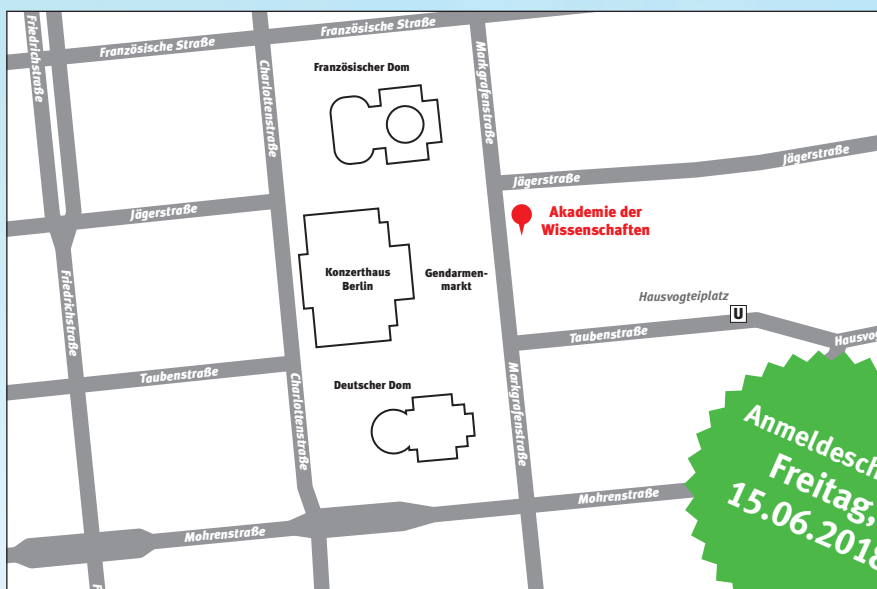 Friedrichstraße
Französische Straße
Französische Straße
Französischer Dom
Charlottenstraße
Markgrafenstraße
Jägerstraße
Jägerstraße
Jägerstraße
Akademie der
Wissenschaften
Konzerthaus
Berlin
Gendarmen-
markt
Friedrichstraße
Hausvogteiplatz
U
Taubenstraße
Hausvog
Taubenstraße
Deutscher Dom
Charlottenstraße
Markgrafenstraße
Mohrenstraße
Mohrenstraße
F
Anmeldesch
Freitag,
15.06.2018